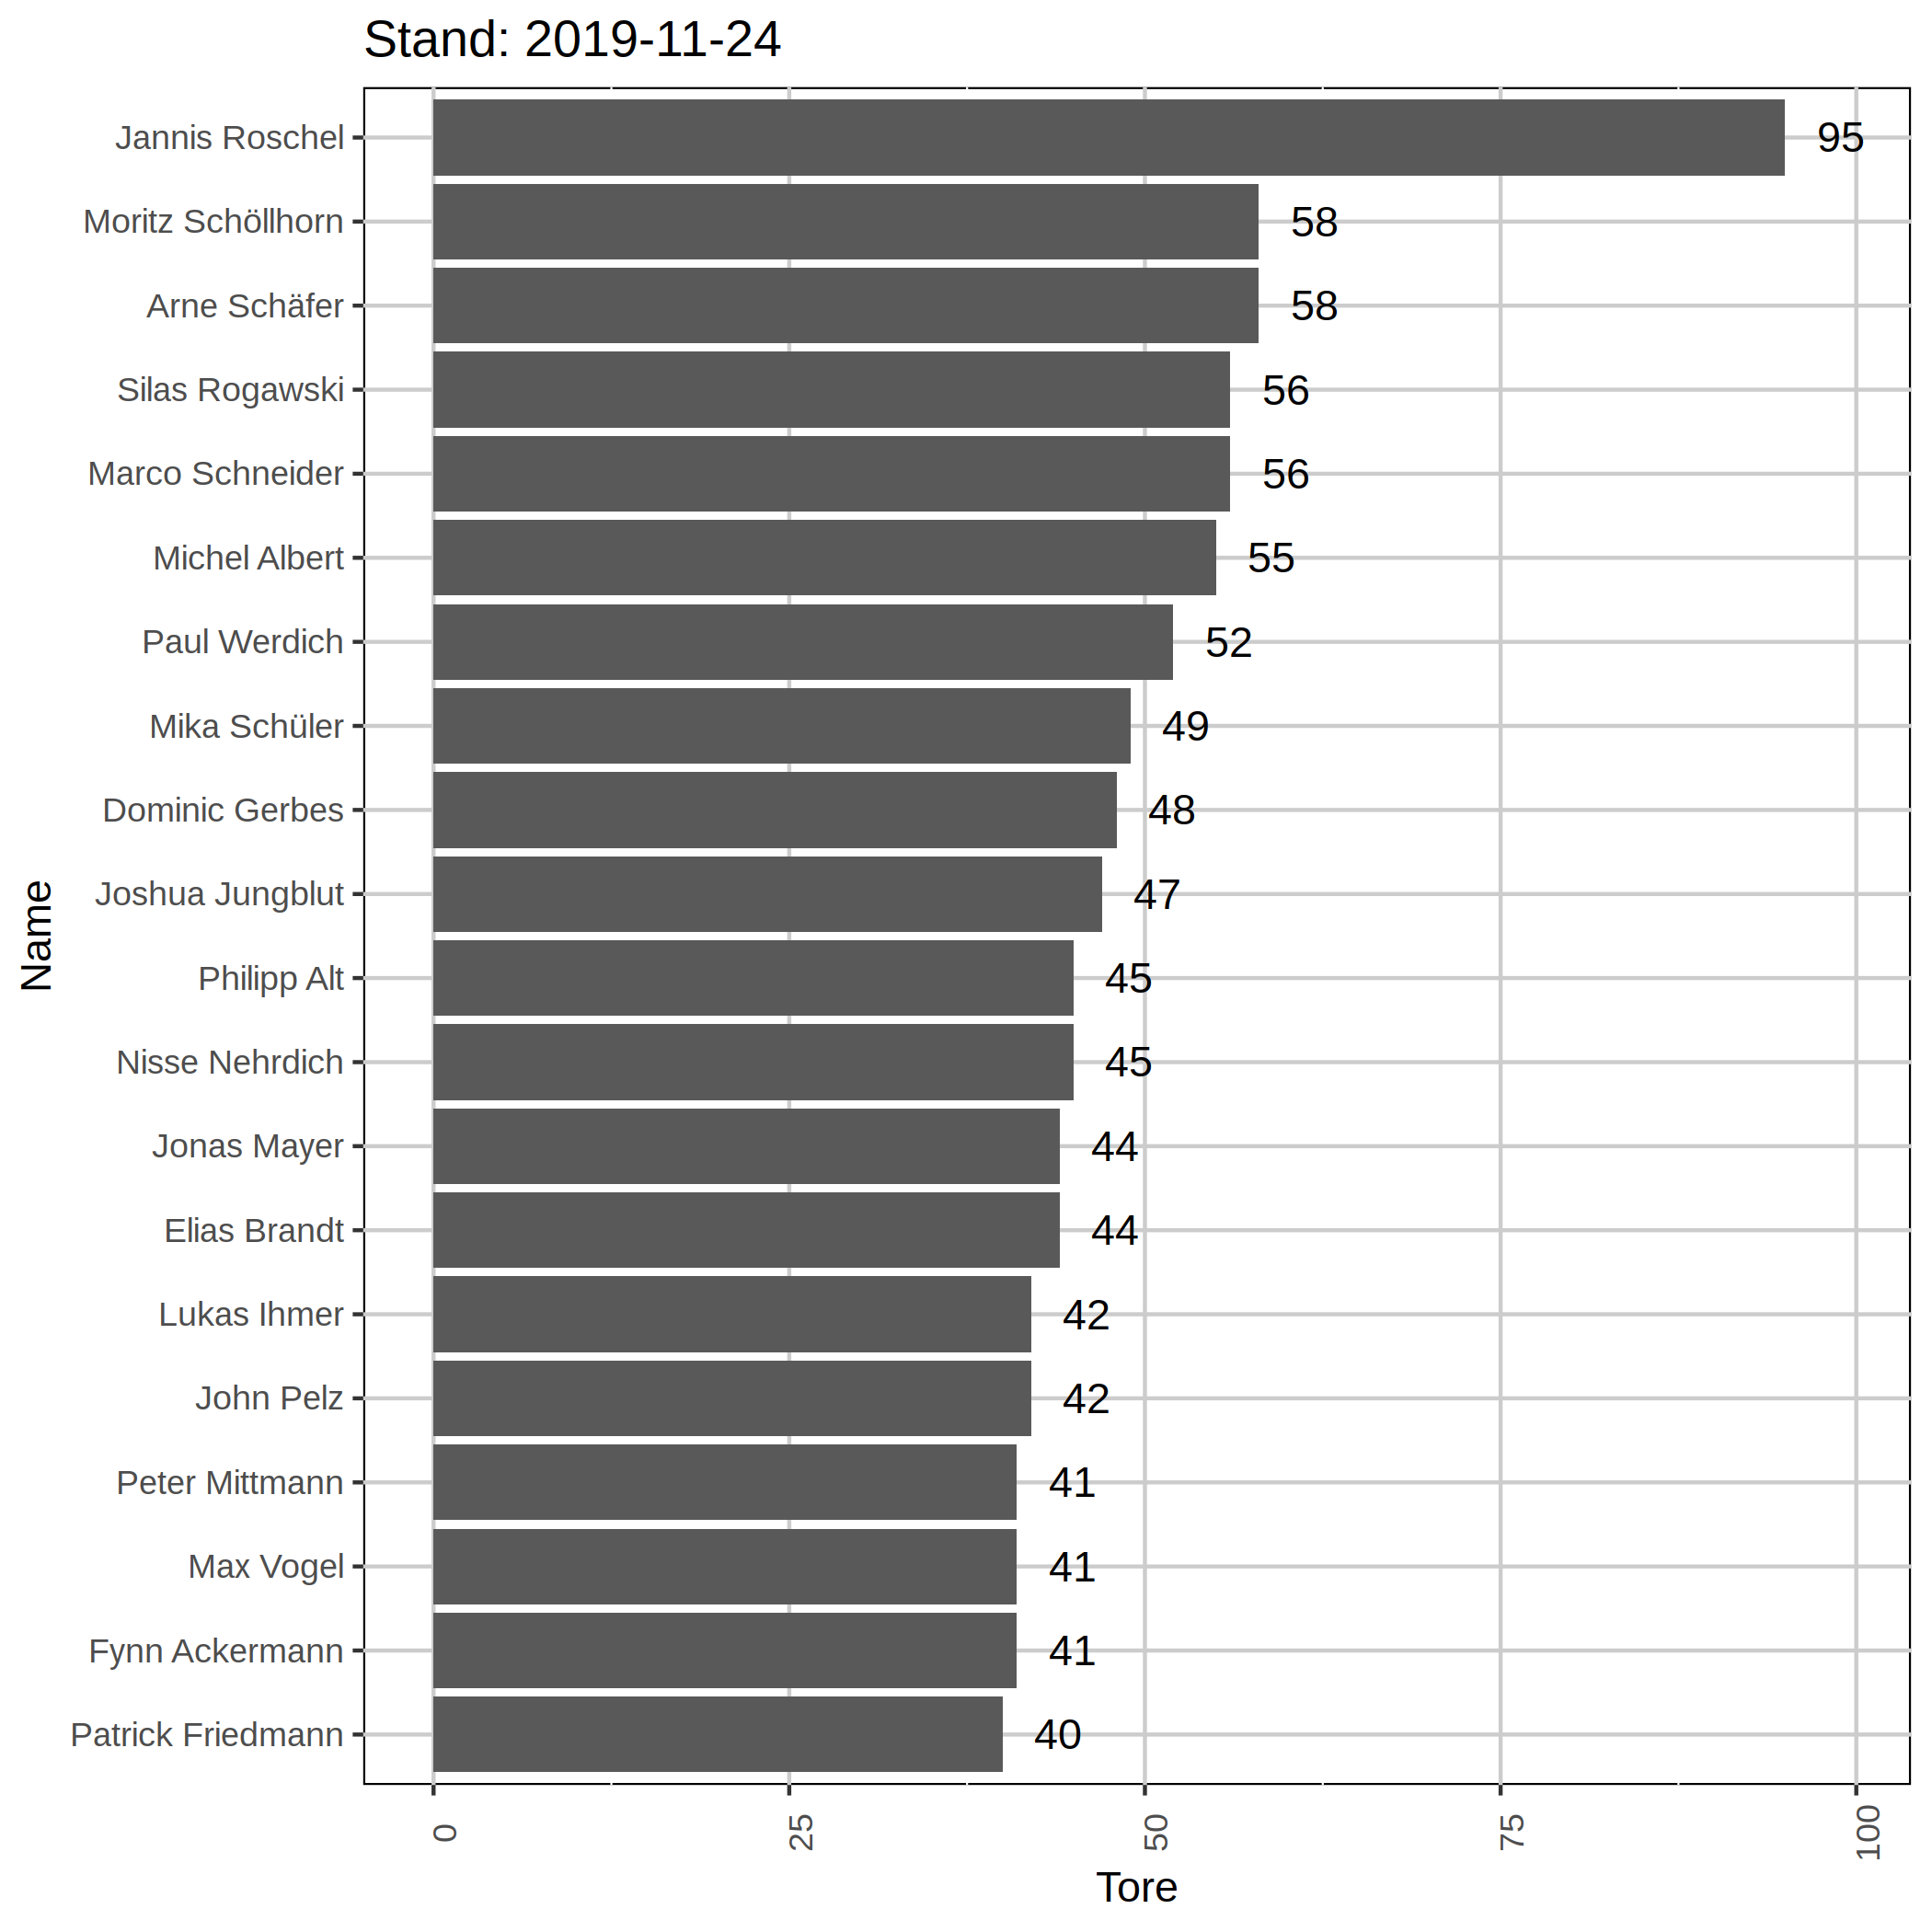 Stand: 2019-11-24
Jannis Roschel 95
Moritz Schöllhorn 58
Arne Schäfer 58
Silas Rogawski 56
Marco Schneider 56
Michel Albert 55
Paul Werdich 52
Mika Schüler 49
Dominic Gerbes 48
Joshua Jungblut 47
Philipp Alt 45
Nisse Nehrdich 45
Jonas Mayer 44
Elias Brandt 44
Lukas Ihmer 42
John Pelz 42
Peter Mittmann 41
Max Vogel 41
Fynn Ackermann 41
Patrick Friedmann 40
Name
0 25 50 75 100
Tore